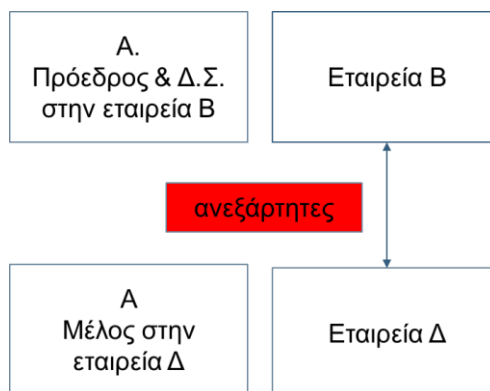 Α.
Πρόεδρος & Δ.Σ.
στην εταιρεία Β
Εταιρεία Β
ανεξάρτητες
Α
Μέλος στην
εταιρεία Δ
Εταιρεία Δ